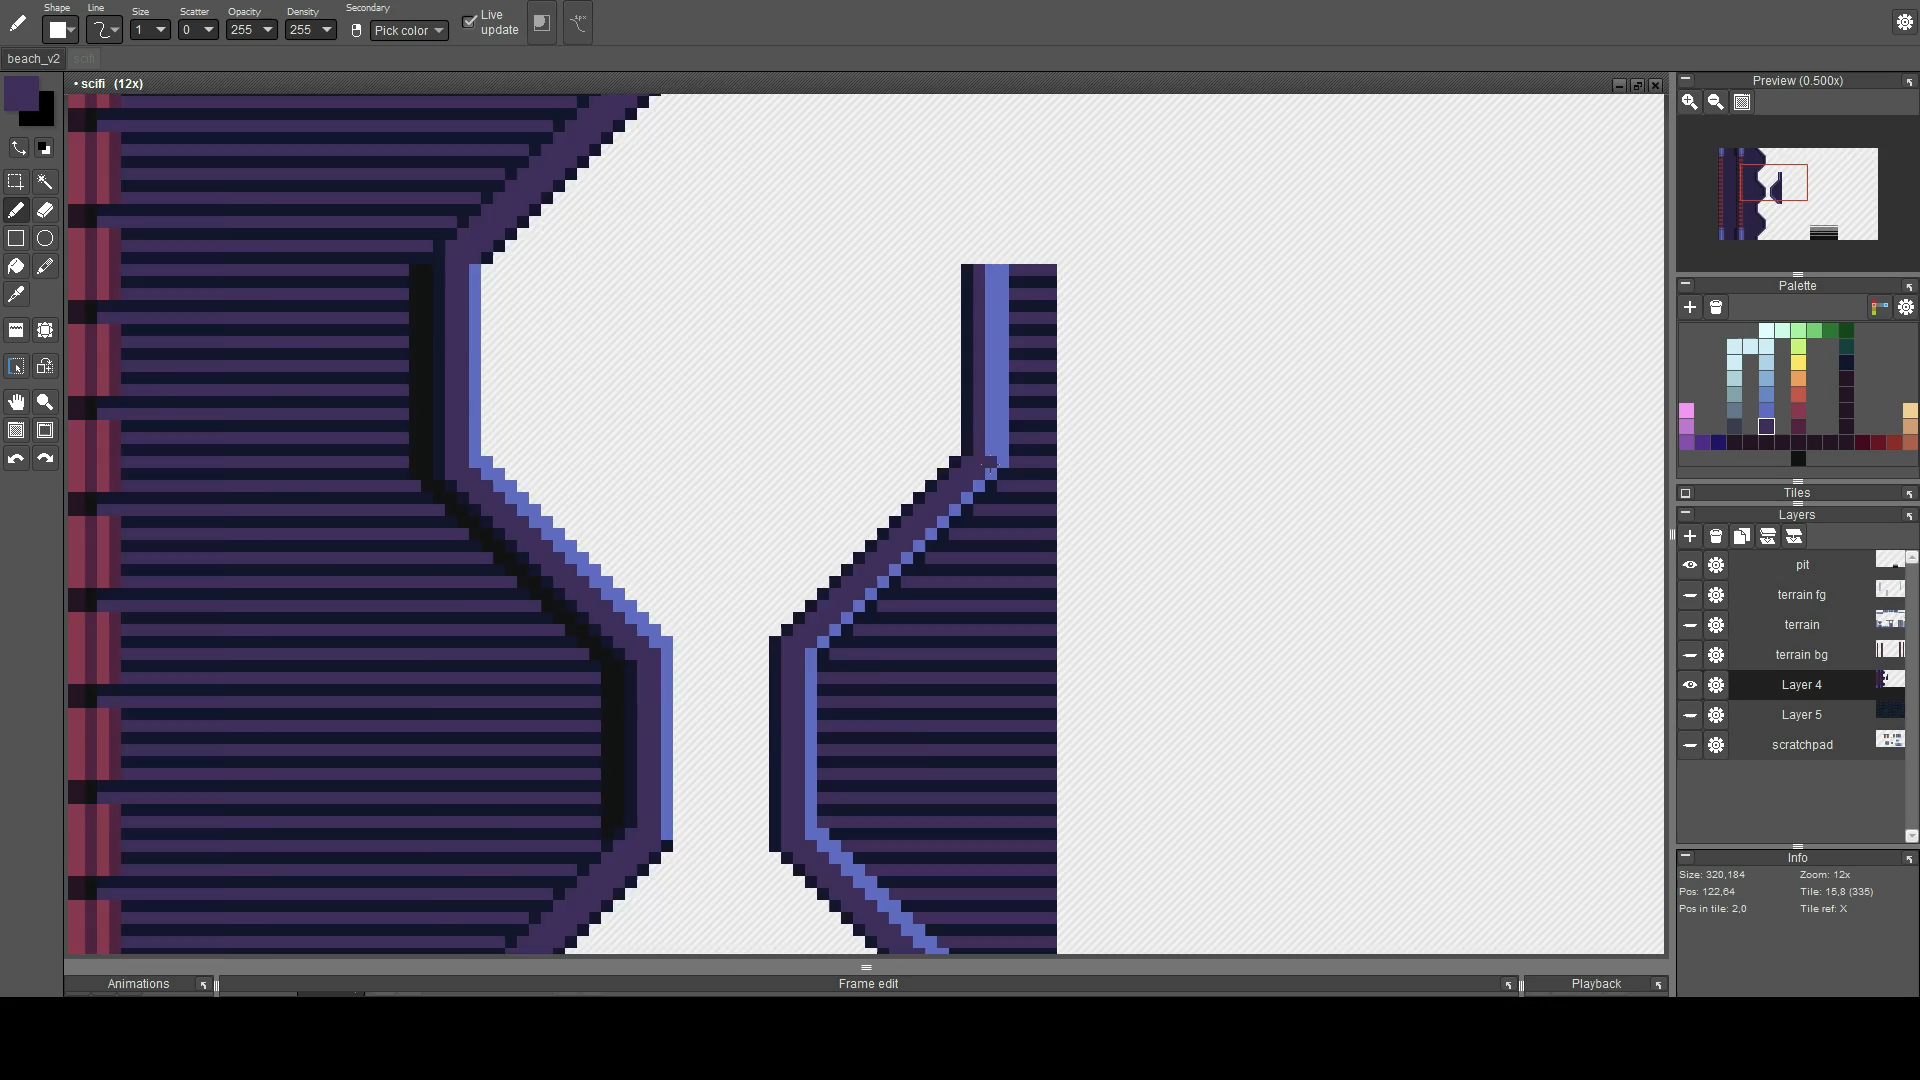 Shape Line Size Scatter Opacity Density Secondary
1 0 255 255 Pick color Live update
beach_v2 scifi
• scifi (12x)
Preview (0.500x)
Palette
Tiles
Layers
pit
terrain fg
terrain
terrain bg
Layer 4
Layer 5
scratchpad
Info
Size: 320,184 Zoom: 12x
Pos: 122,64 Tile: 15,8 (335)
Pos in tile: 2,0 Tile ref: X
Animations Frame edit Playback